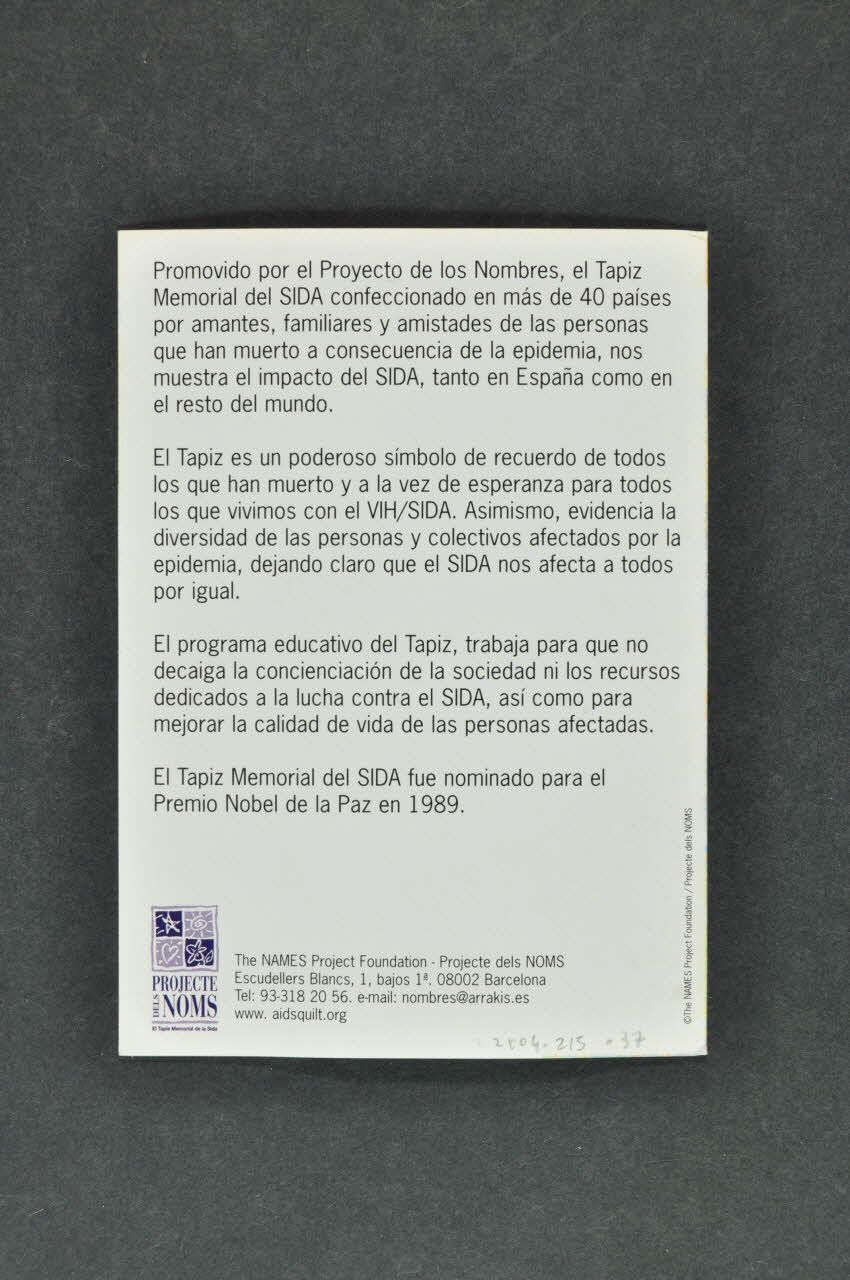 Promovido por el Proyecto de los Nombres, el Tapiz
Memorial del SIDA confeccionado en más de 40 países
por amantes, familiares y amistades de las personas
que han muerto a consecuencia de la epidemia, nos
muestra el impacto del SIDA, tanto en España como en
el resto del mundo.
El Tapiz es un poderoso símbolo de recuerdo de todos
los que han muerto y a la vez de esperanza para todos
los que vivimos con el VIH/SIDA. Asimismo, evidencia la
diversidad de las personas y colectivos afectados por la
epidemia, dejando claro que el SIDA nos afecta a todos
por igual.
El programa educativo del Tapiz, trabaja para que no
decaiga la concienciación de la sociedad ni los recursos
dedicados a la lucha contra el SIDA, así como para
mejorar la calidad de vida de las personas afectadas.
El Tapiz Memorial del SIDA fue nominado para el
Premio Nobel de la Paz en 1989.
PROJECTE
DELS NOMS
El Tapiz Memorial de la Sida
The NAMES Project Foundation - Projecte dels NOMS
Escudellers Blancs, 1, bajos 1ª. 08002 Barcelona
Tel: 93-318 20 56. e-mail: nombres@arrakis.es
www. aidsquilt.org
©The NAMES Project Foundation / Projecte dels NOMS
2004.215.37